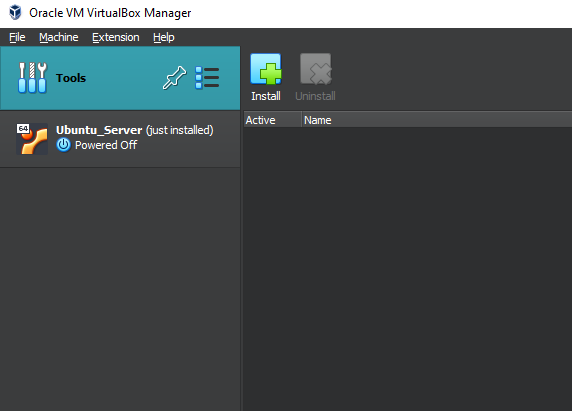 Oracle VM VirtualBox Manager
File Machine Extension Help
Tools
Install Uninstall
Active Name
64
Ubuntu_Server (just installed)
Powered Off